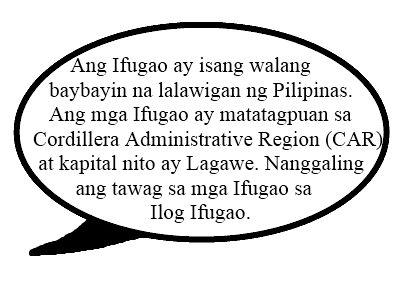 Ang Ifugao ay isang walang
baybayin na lalawigan ng Pilipinas.
Ang mga Ifugao ay matatagpuan sa
Cordillera Administrative Region (CAR)
at kapital nito ay Lagawe. Nanggaling
ang tawag sa mga Ifugao sa
Ilog Ifugao.